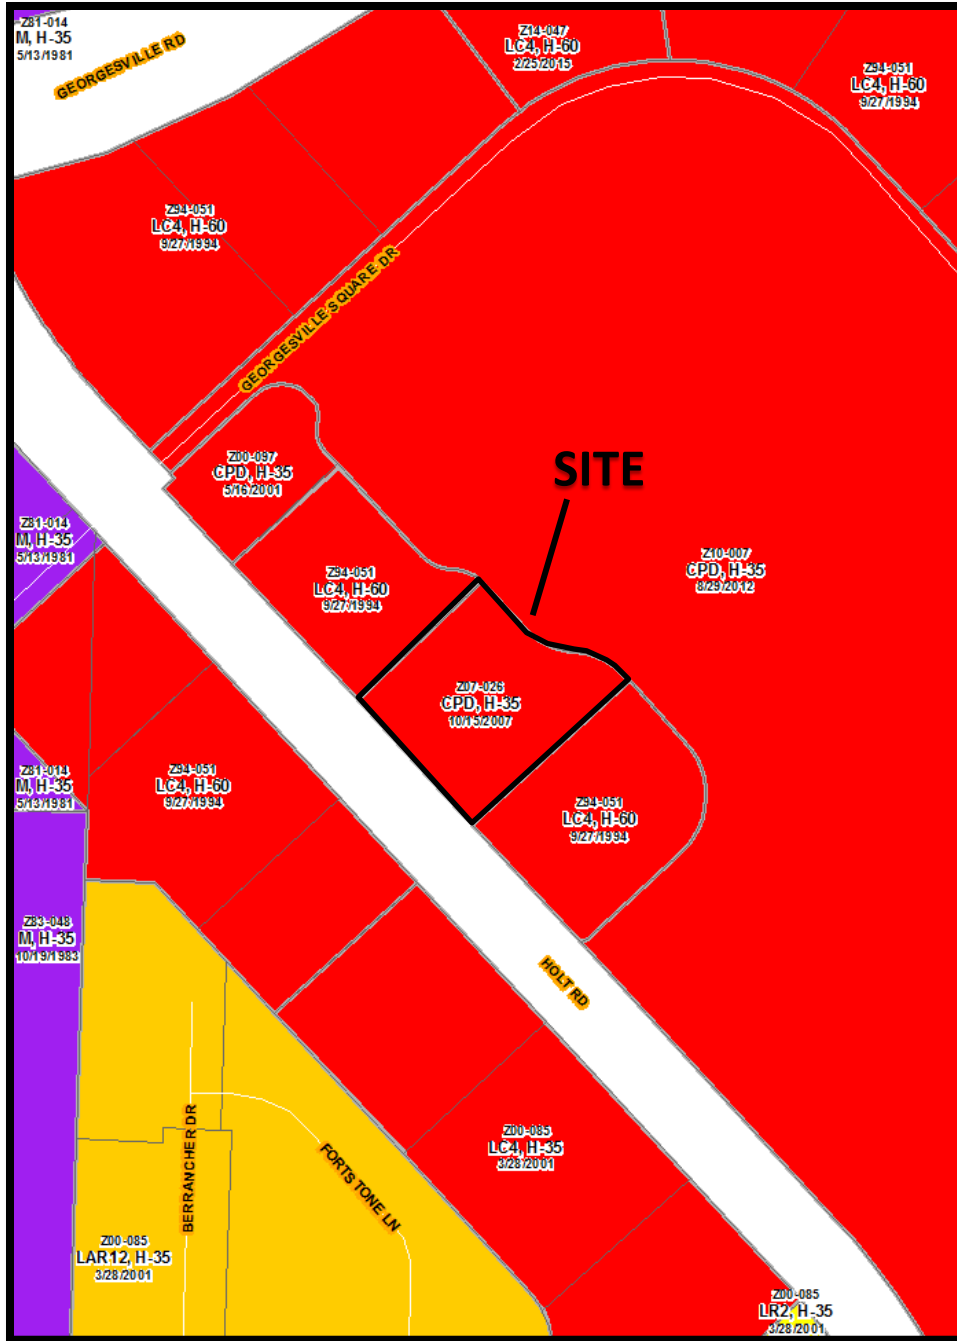 Z81-014
M, H-35
5/13/1981
GEORGESVILLE RD
Z14-047
LC4, H-60
2/25/2015
Z94-051
LC4, H-60
9/27/1994
Z94-051
LC4, H-60
9/27/1994
GEORGESVILLE SQUARE DR
Z00-097
CPD, H-35
5/16/2001
SITE
Z81-014
M, H-35
5/13/1981
Z94-051
LC4, H-60
9/27/1994
Z10-007
CPD, H-35
8/29/2012
Z07-026
CPD, H-35
10/15/2007
Z81-014
M, H-35
5/13/1981
Z94-051
LC4, H-60
9/27/1994
Z94-051
LC4, H-60
9/27/1994
Z83-048
M, H-35
10/19/1983
HOLT RD
BERRANCHER DR
FORTS TONE LN
Z00-085
LC4, H-35
3/28/2001
Z00-085
LAR12, H-35
3/28/2001
Z00-085
LR2, H-35
3/28/2001